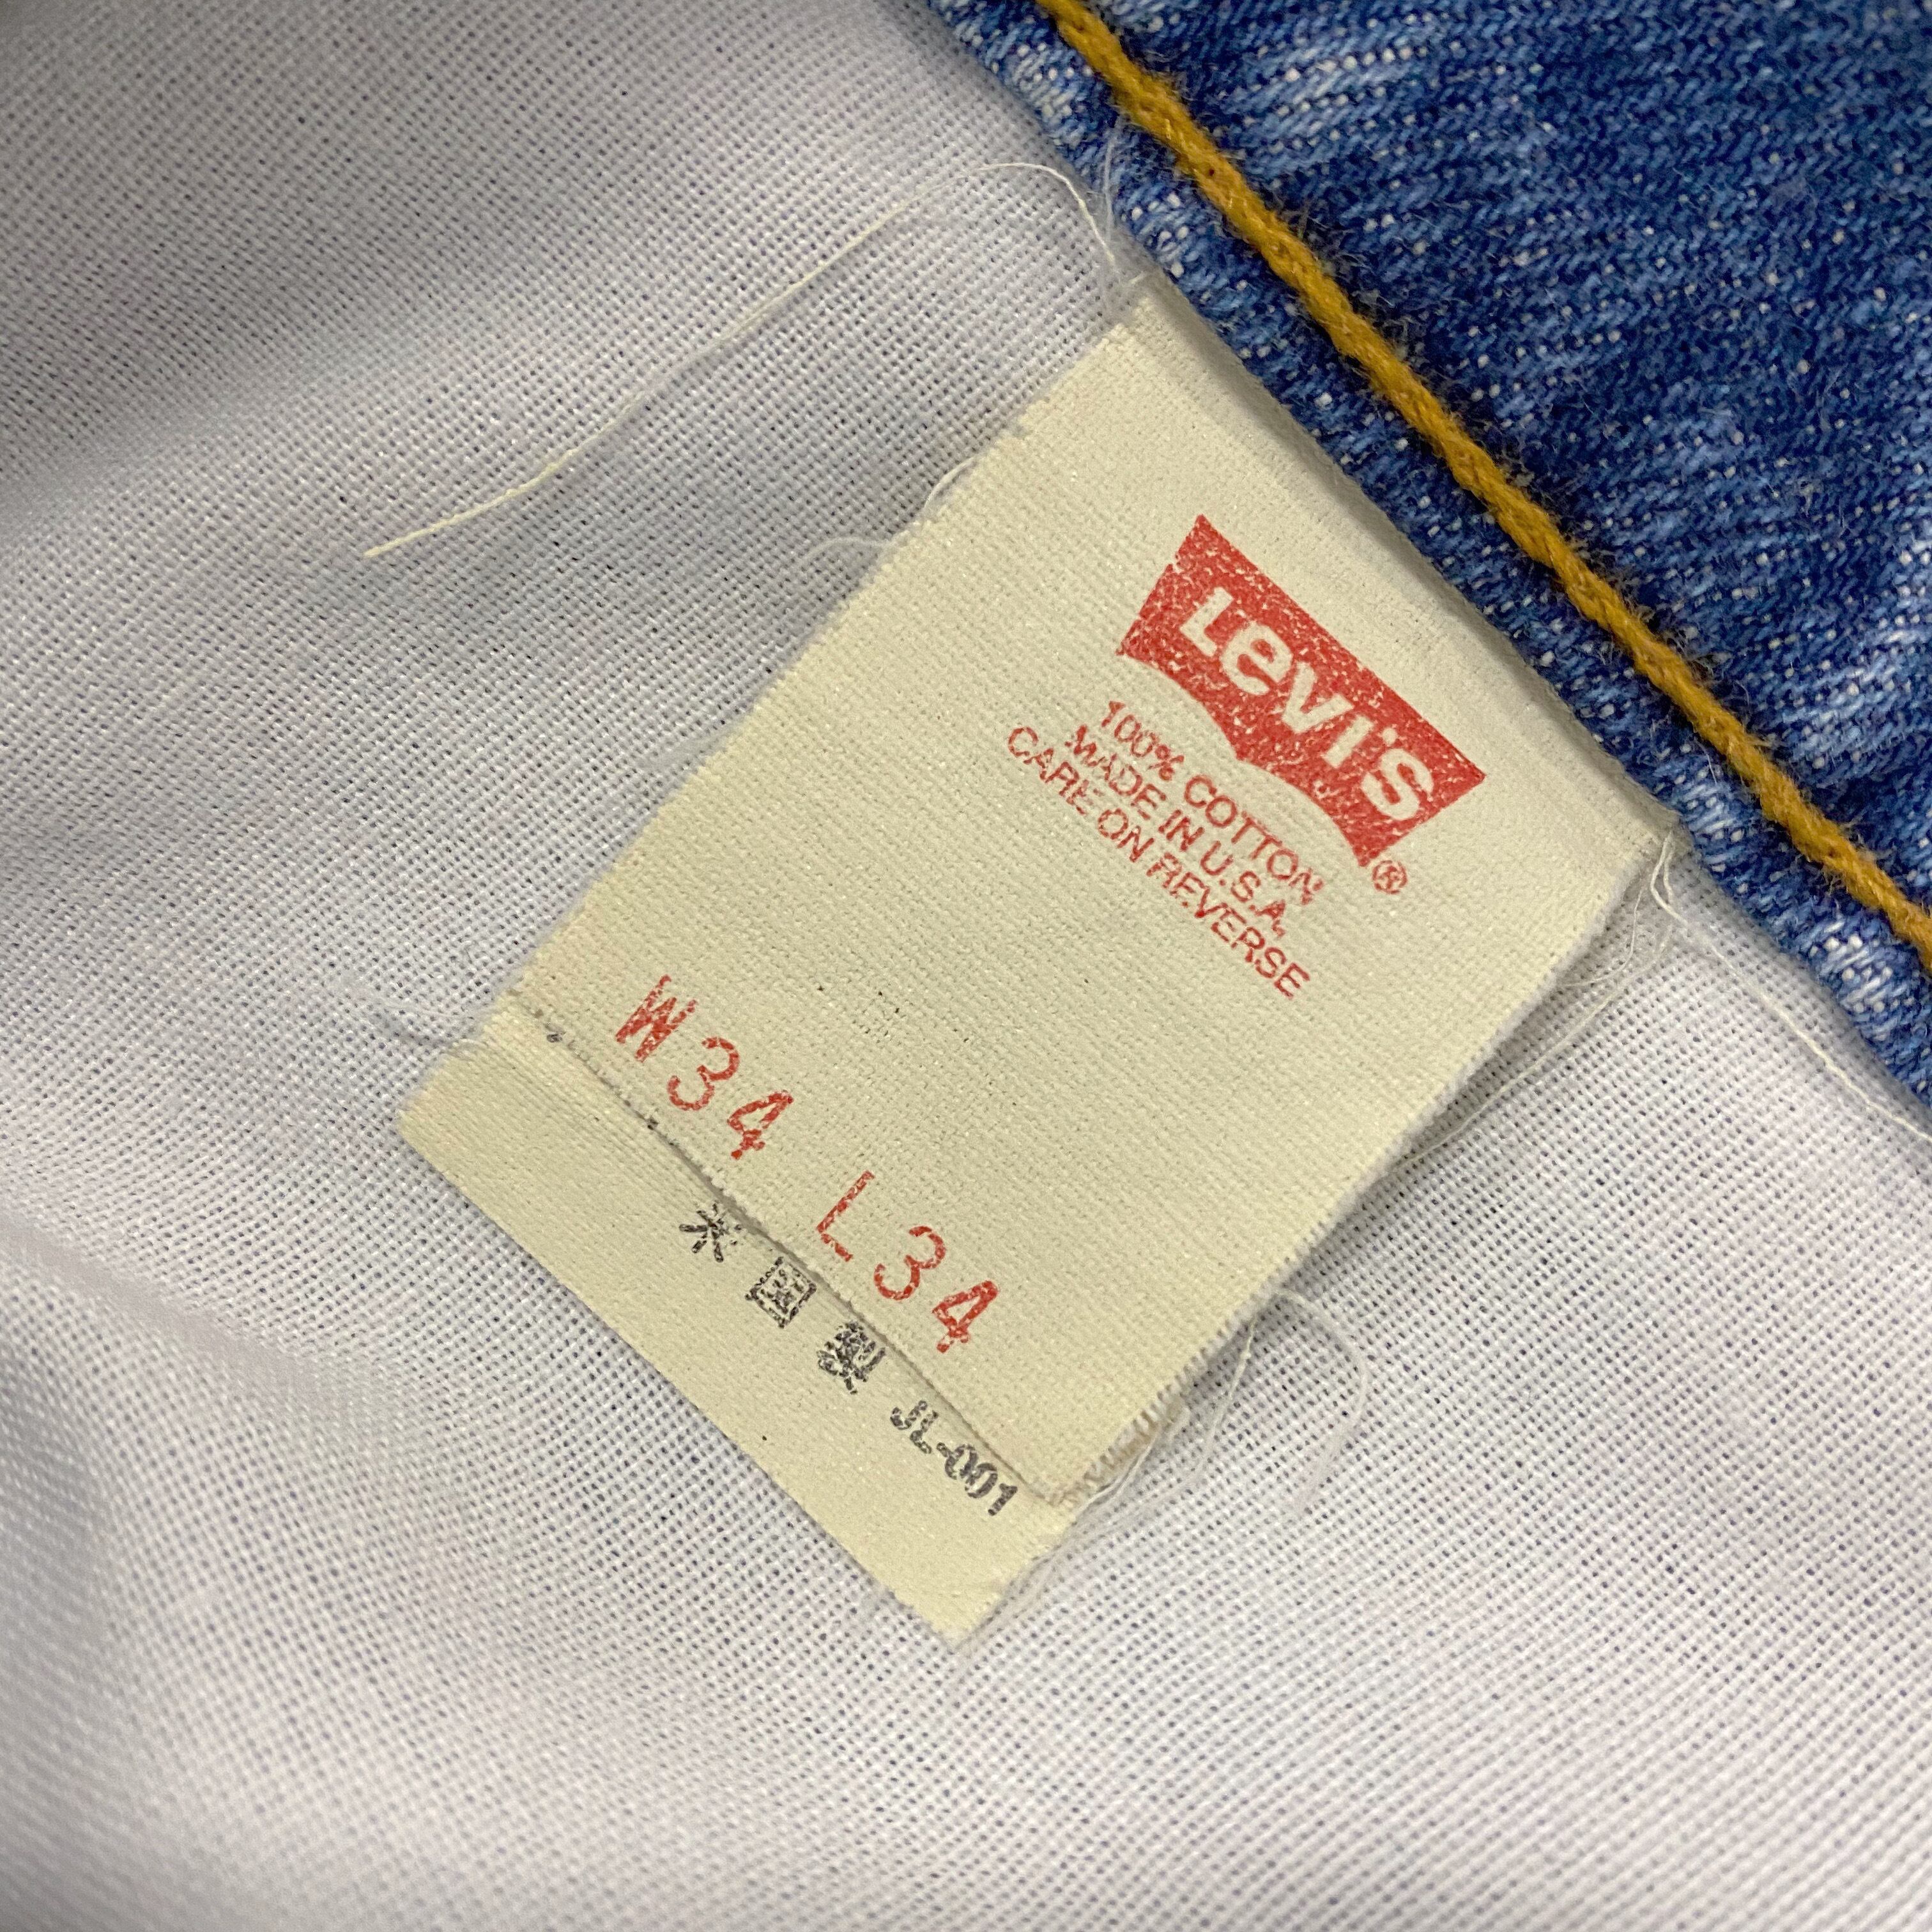 Levi's®
100% COTTON
MADE IN U.S.A.
CARE ON REVERSE
W34 L34
米国製 JL-001